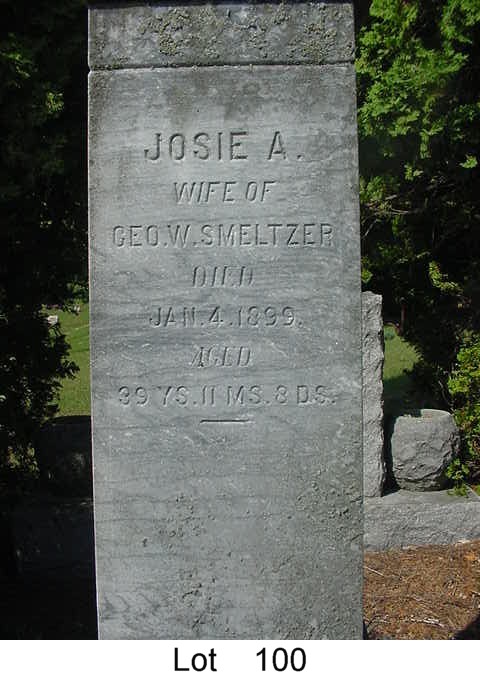 JOSIE A.
WIFE OF
GEO. W. SMELTZER
DIED
JAN. 4. 1899.
AGED
39 YS. 11 MS. 8 DS.
Lot 100